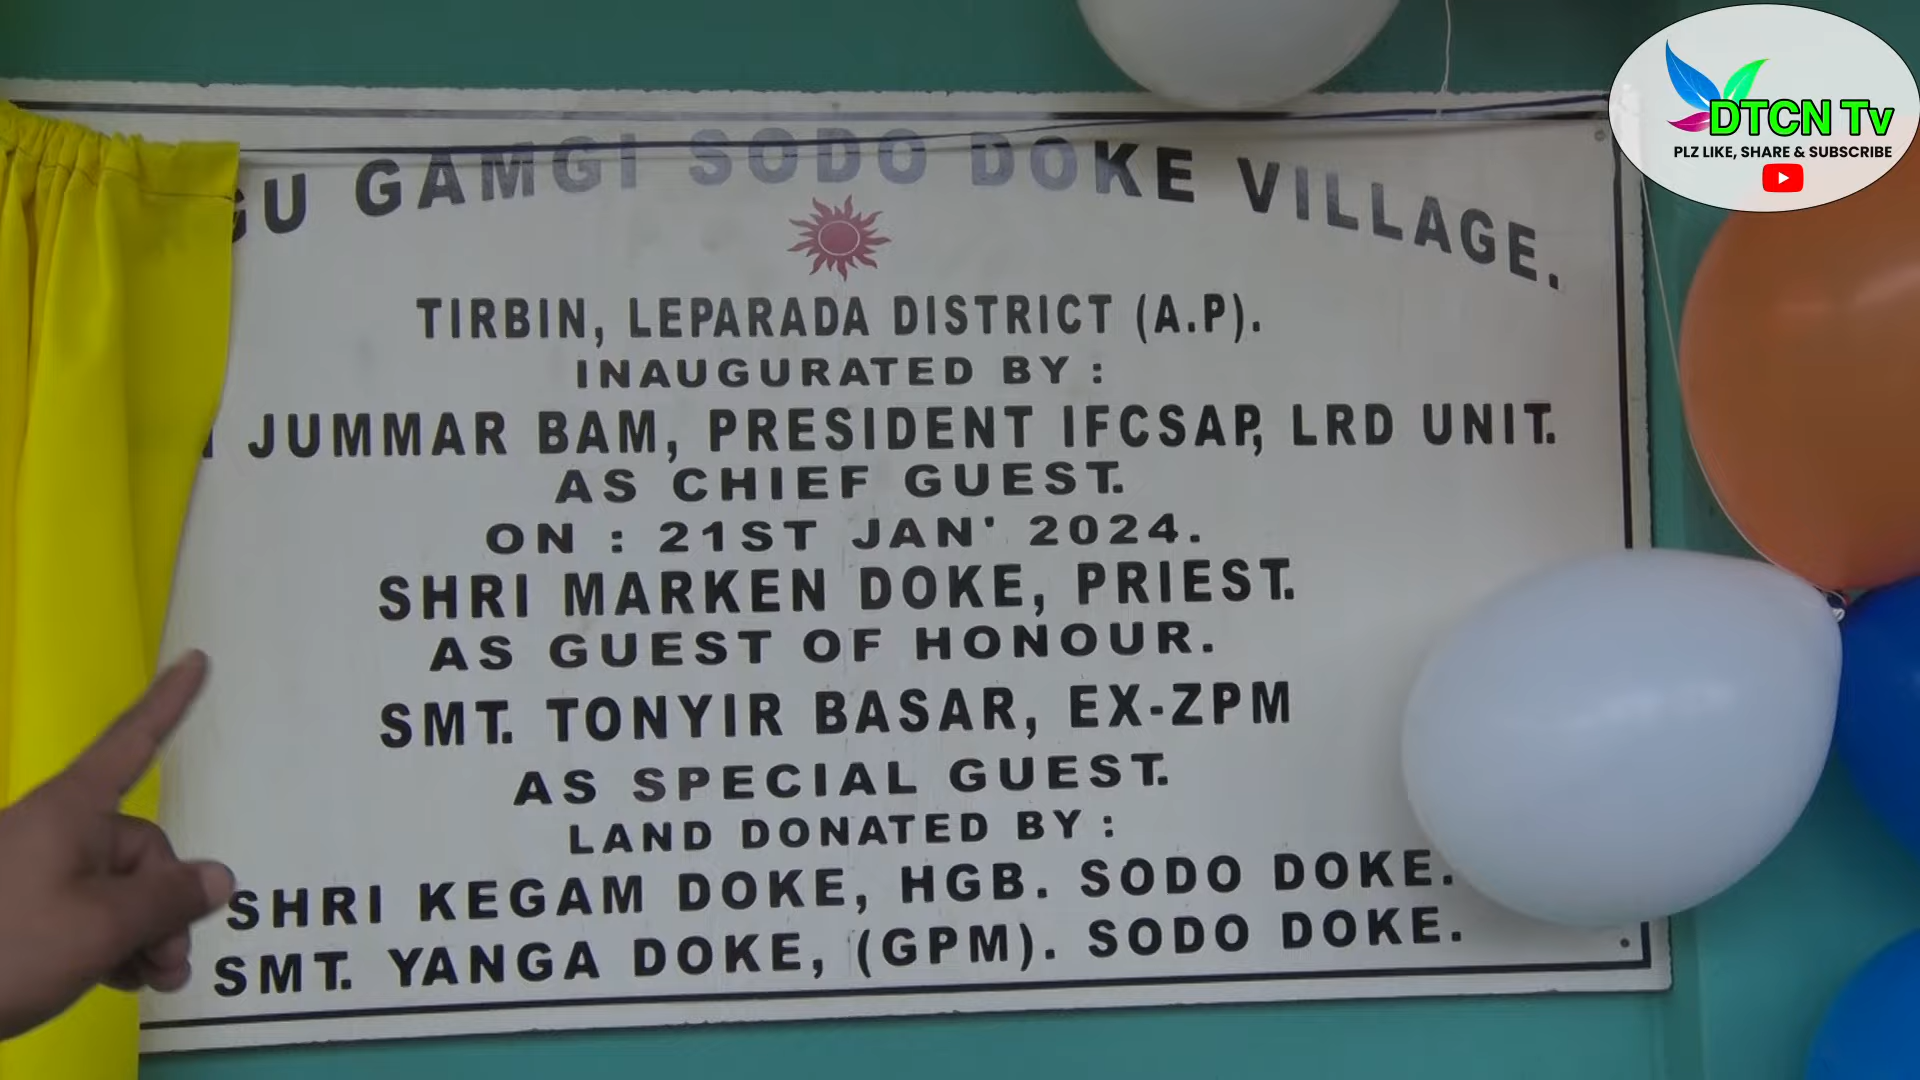 GAMGI SODO DOKE VILLAGE.
TIRBIN, LEPARADA DISTRICT (A.P).
INAUGURATED BY :
JUMMAR BAM, PRESIDENT IFCSAP, LRD UNIT.
AS CHIEF GUEST.
ON : 21ST JAN' 2024.
SHRI MARKEN DOKE, PRIEST.
AS GUEST OF HONOUR.
SMT. TONYIR BASAR, EX-ZPM
AS SPECIAL GUEST.
LAND DONATED BY :
SHRI KEGAM DOKE, HGB. SODO DOKE.
SMT. YANGA DOKE, (GPM). SODO DOKE.
DTCN Tv
PLZ LIKE, SHARE & SUBSCRIBE